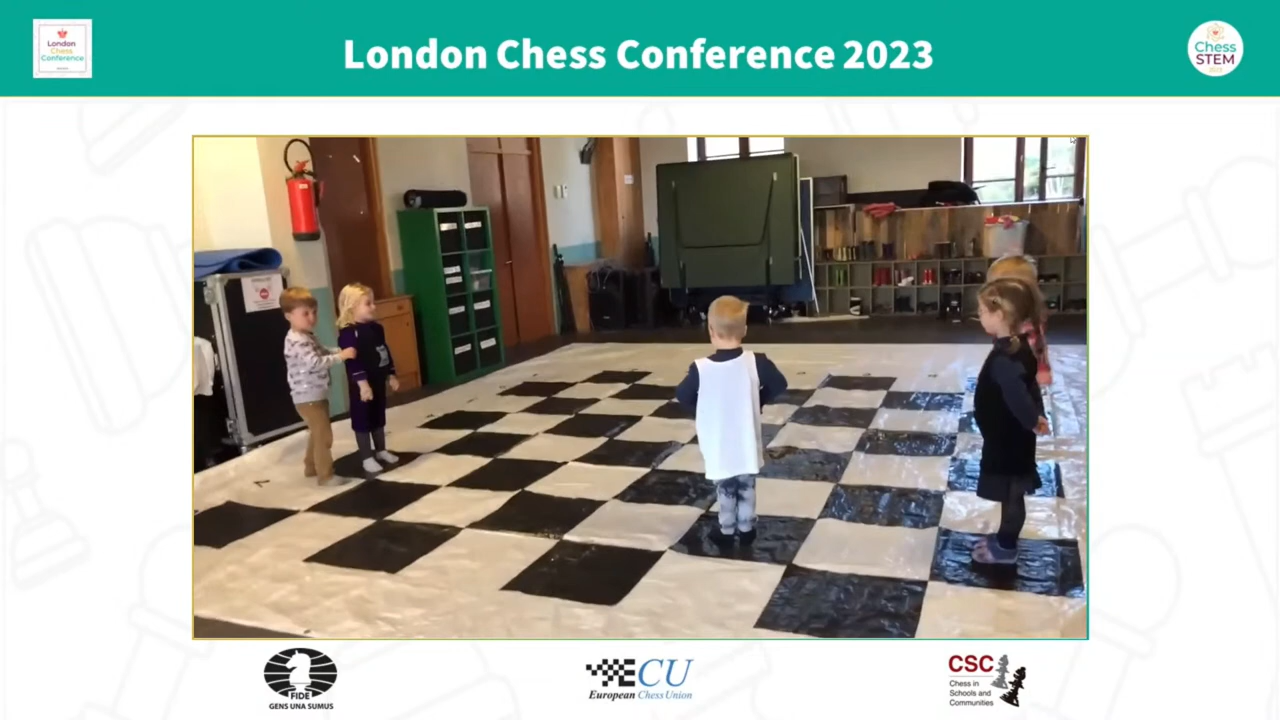 London
Chess
Conference
London Chess Conference 2023
Chess
STEM
2023
FIDE
GENS UNA SUMUS
ECU
European Chess Union
CSC
Chess in
Schools and
Communities